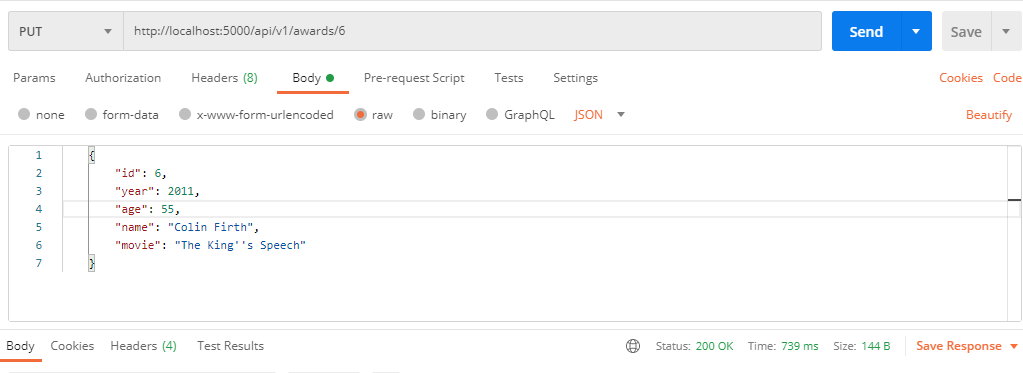 PUT http://localhost:5000/api/v1/awards/6 Send Save
Params Authorization Headers (8) Body Pre-request Script Tests Settings Cookies Code
none form-data x-www-form-urlencoded raw binary GraphQL JSON Beautify
1 {
2 "id": 6,
3 "year": 2011,
4 "age": 55,
5 "name": "Colin Firth",
6 "movie": "The King''s Speech"
7 }
Body Cookies Headers (4) Test Results Status: 200 OK Time: 739 ms Size: 144 B Save Response